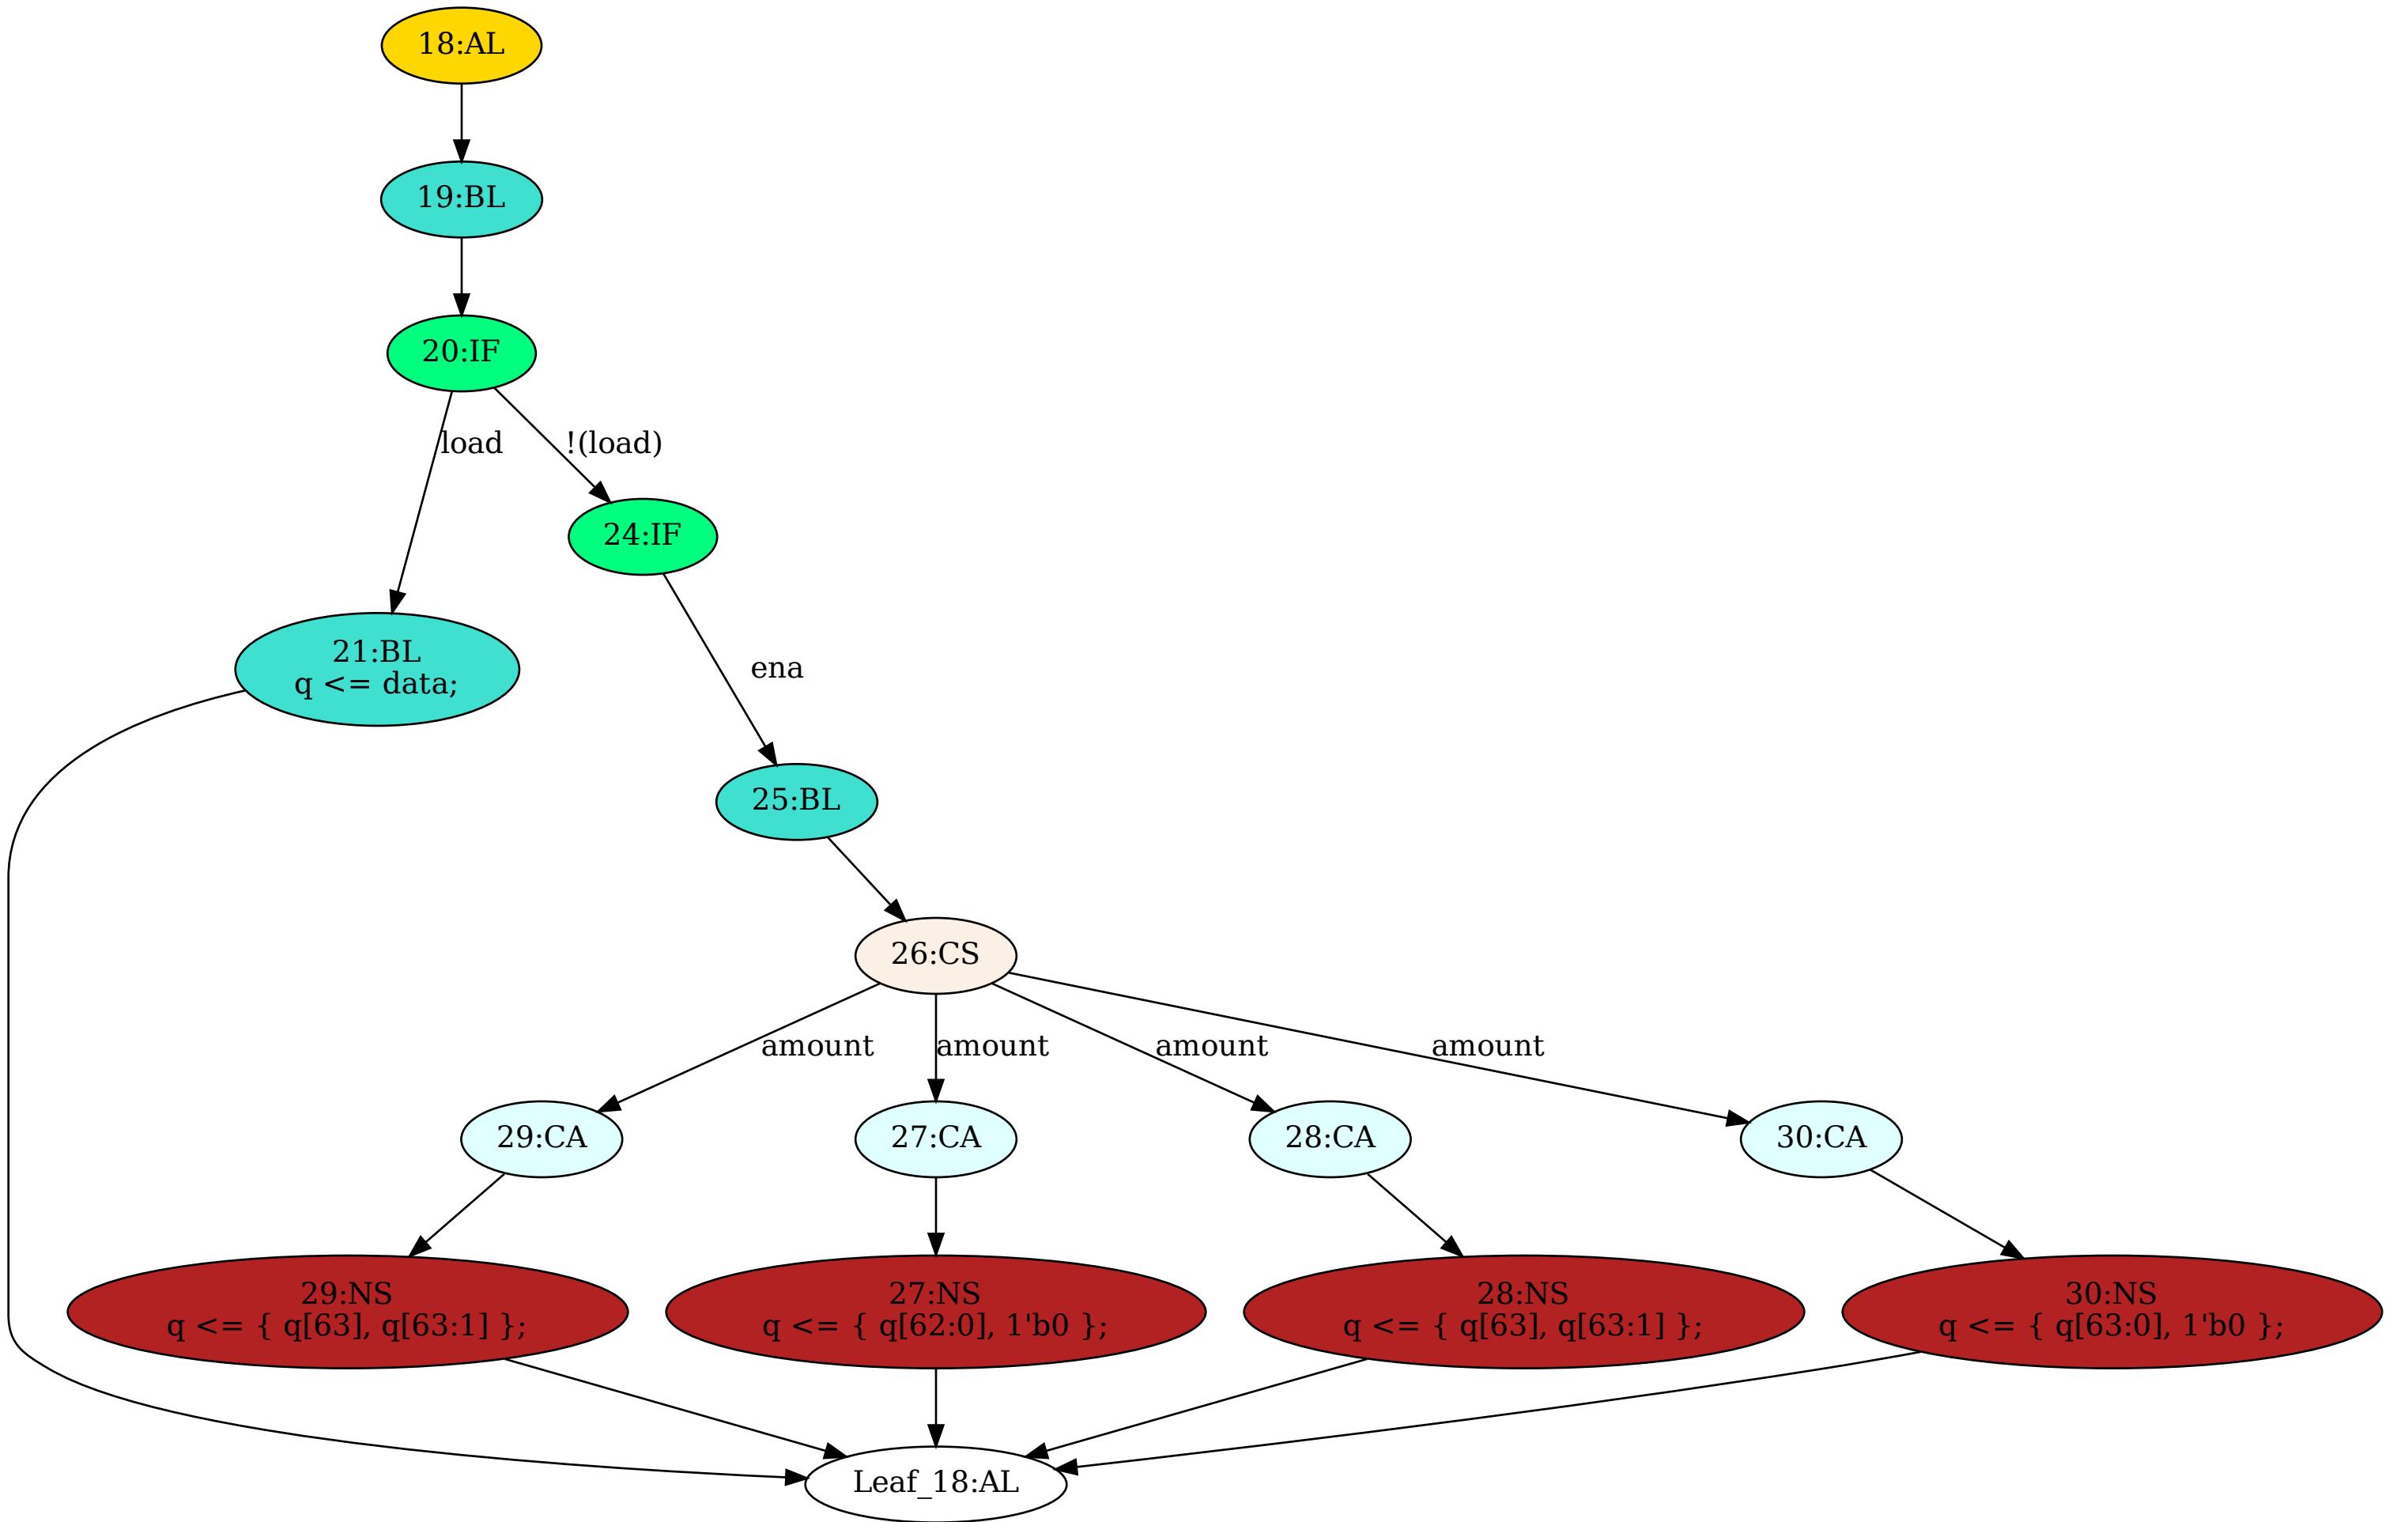 18:AL
19:BL
20:IF
load
!(load)
24:IF
21:BL
q <= data;
ena
25:BL
26:CS
amount
amount
amount
amount
29:CA
27:CA
28:CA
30:CA
29:NS
q <= { q[63], q[63:1] };
27:NS
q <= { q[62:0], 1'b0 };
28:NS
q <= { q[63], q[63:1] };
30:NS
q <= { q[63:0], 1'b0 };
Leaf_18:AL